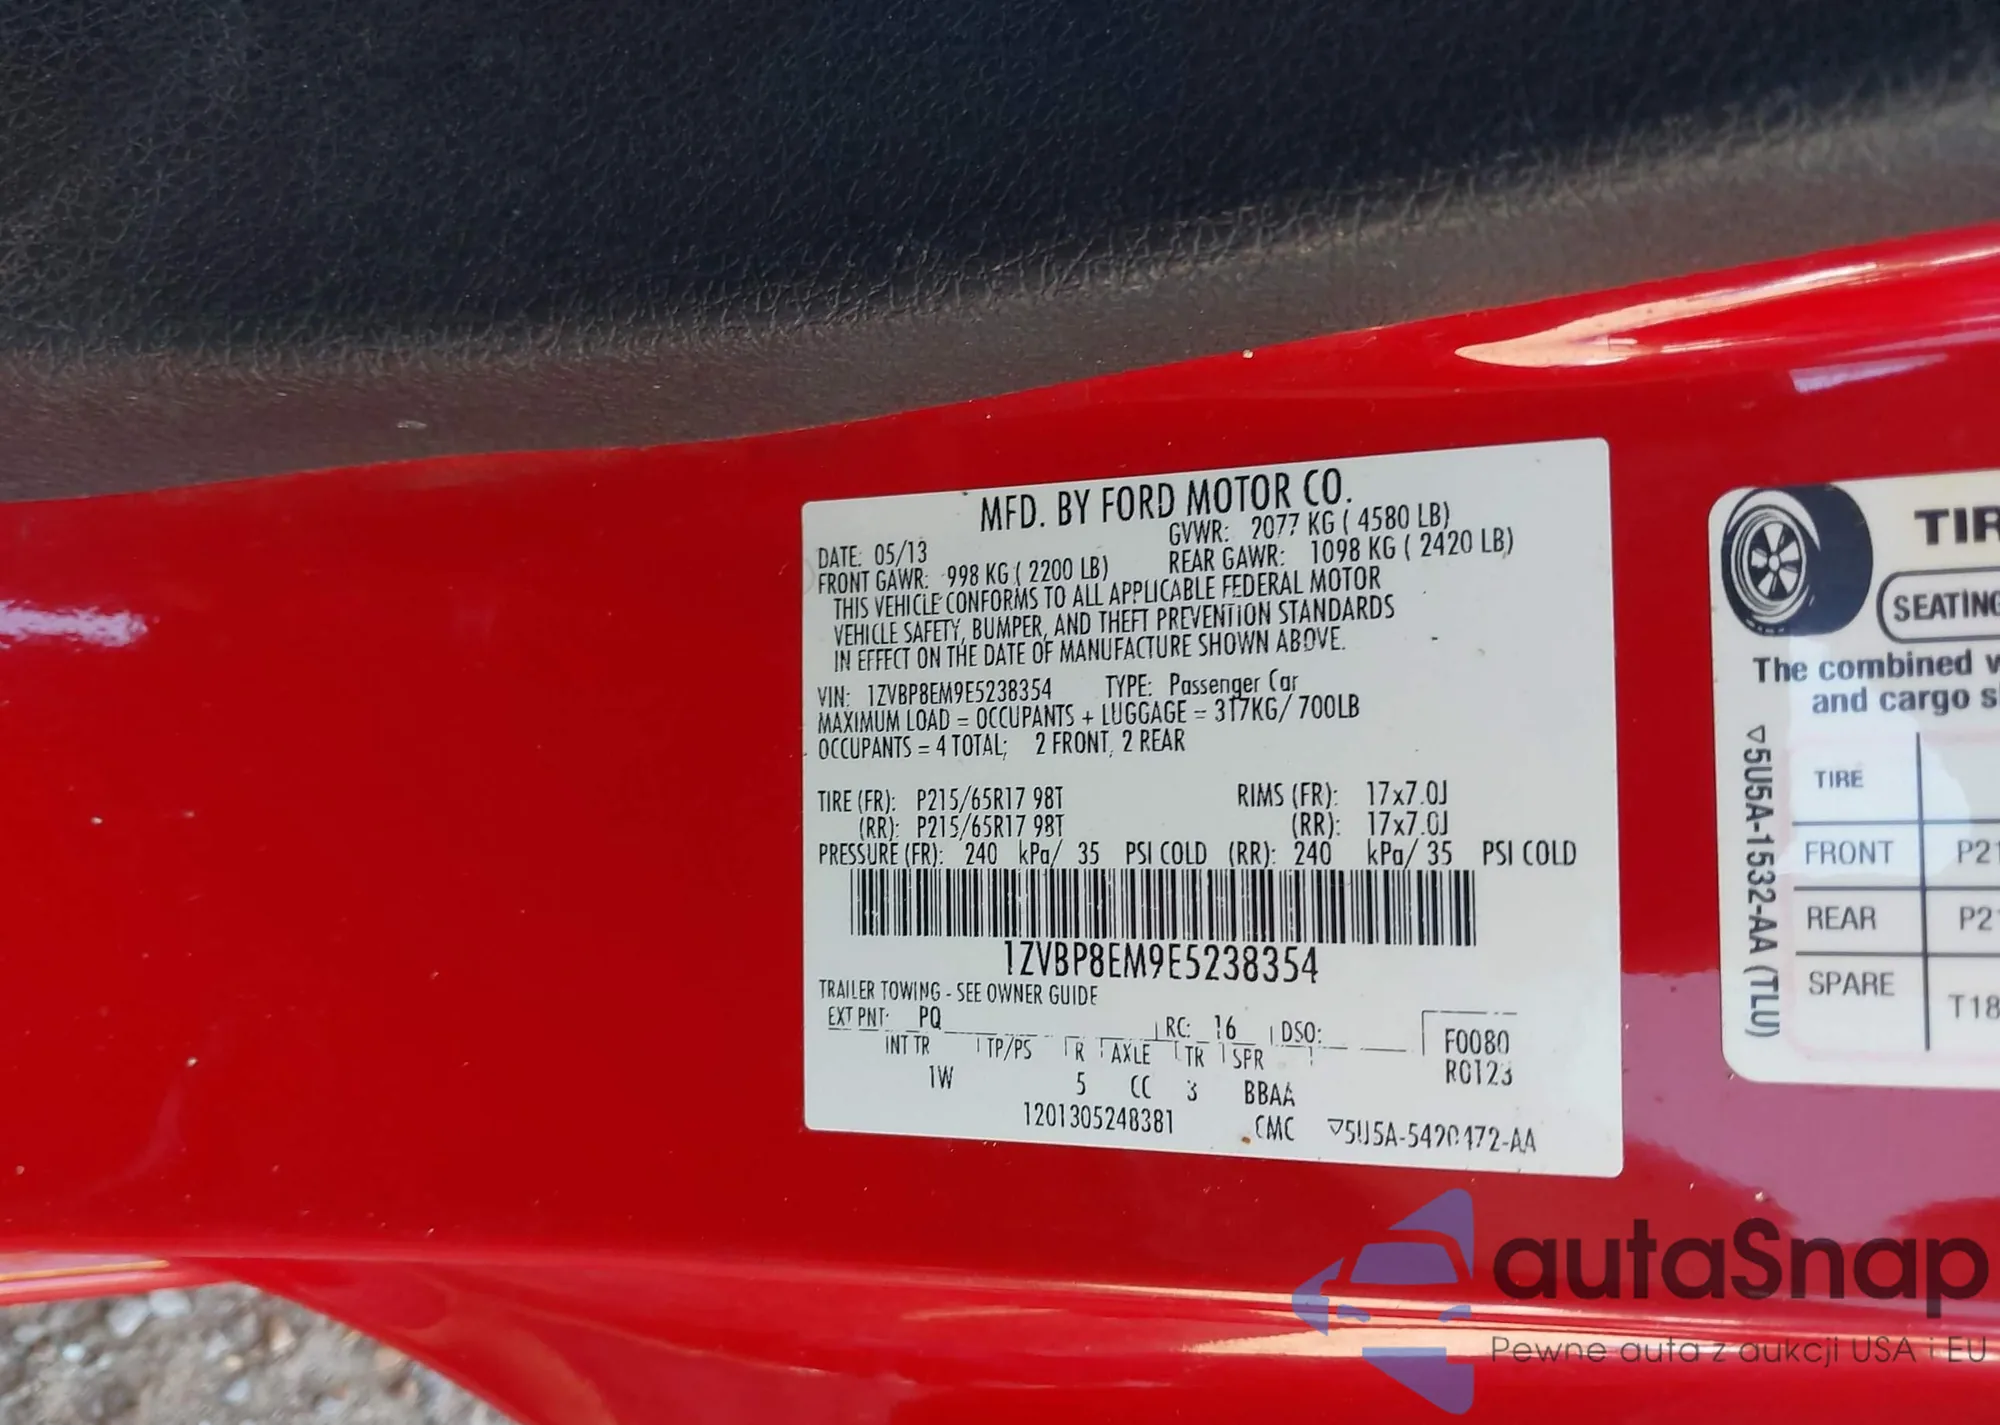 MFD. BY FORD MOTOR CO.
DATE: 05/13 GVWR: 2077 KG ( 4580 LB)
FRONT GAWR: 998 KG ( 2200 LB) REAR GAWR: 1098 KG ( 2420 LB)
THIS VEHICLE CONFORMS TO ALL APPLICABLE FEDERAL MOTOR
VEHICLE SAFETY, BUMPER, AND THEFT PREVENTION STANDARDS
IN EFFECT ON THE DATE OF MANUFACTURE SHOWN ABOVE.
VIN: 1ZVBP8EM9E5238354 TYPE: Passenger Car
MAXIMUM LOAD = OCCUPANTS + LUGGAGE = 317KG/ 700LB
OCCUPANTS = 4 TOTAL; 2 FRONT, 2 REAR
TIRE (FR): P215/65R17 98T RIMS (FR): 17x7.0J
(RR): P215/65R17 98T (RR): 17x7.0J
PRESSURE (FR): 240 kPa/ 35 PSI COLD (RR): 240 kPa/ 35 PSI COLD
1ZVBP8EM9E5238354
TRAILER TOWING - SEE OWNER GUIDE
EXT PNT: PQ RC: 16 DSO: F0080
INT TR TP/PS R AXLE TR SPR R0123
1W 5 CC 3 BBAA
1201305248381 CMC ▽5U5A-5420472-AA
TIR
SEATING
The combined w
and cargo s
▽5U5A-1532-AA (TLU)
TIRE
FRONT P21
REAR P21
SPARE T18
autaSnap
Pewne auta z aukcji USA i EU